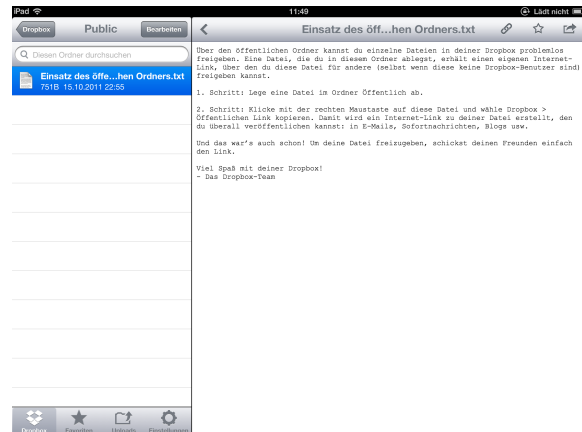 iPad 11:49 Lädt nicht
Dropbox Public Bearbeiten
Einsatz des öff...hen Ordners.txt
Diesen Ordner durchsuchen
Einsatz des öffe...hen Ordners.txt
751B 15.10.2011 22:55
Über den öffentlichen Ordner kannst du einzelne Dateien in deiner Dropbox problemlos
freigeben. Eine Datei, die du in diesem Ordner ablegst, erhält einen eigenen Internet-
Link, über den du diese Datei für andere (selbst wenn diese keine Dropbox-Benutzer sind)
freigeben kannst.
1. Schritt: Lege eine Datei im Ordner Öffentlich ab.
2. Schritt: Klicke mit der rechten Maustaste auf diese Datei und wähle Dropbox >
Öffentlichen Link kopieren. Damit wird ein Internet-Link zu deiner Datei erstellt, den
du überall veröffentlichen kannst: in E-Mails, Sofortnachrichten, Blogs usw.
Und das war's auch schon! Um deine Datei freizugeben, schickst deinen Freunden einfach
den Link.
Viel Spaß mit deiner Dropbox!
- Das Dropbox-Team
Dropbox Favoriten Uploads Einstellungen